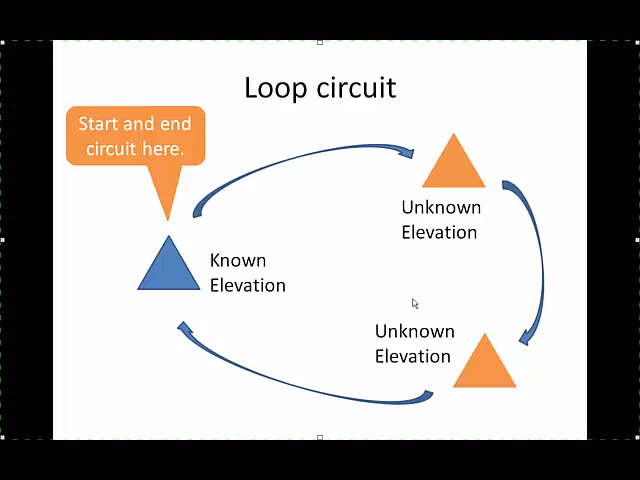 Loop circuit
Start and end
circuit here.
Unknown
Elevation
Known
Elevation
Unknown
Elevation